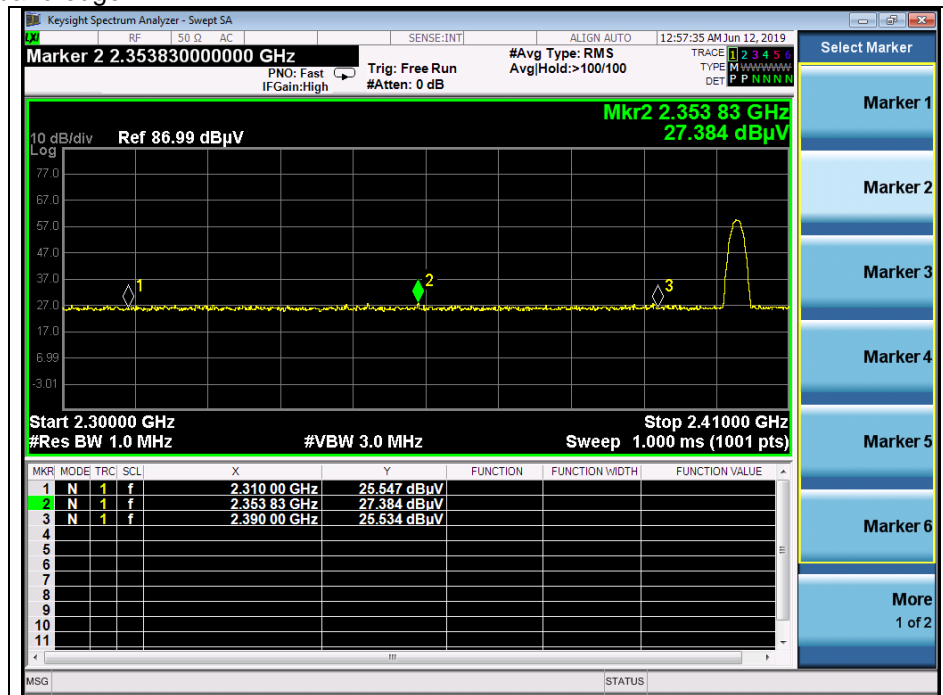 Keysight Spectrum Analyzer - Swept SA
LXI RF 50 Ω AC SENSE:INT ALIGN AUTO 12:57:35 AM Jun 12, 2019
Marker 2 2.353830000000 GHz
PNO: Fast
IFGain:High
Trig: Free Run
#Atten: 0 dB
#Avg Type: RMS
Avg|Hold:>100/100
TRACE 1 2 3 4 5 6
TYPE M WWWWW
DET P P N N N N
Mkr2 2.353 83 GHz
27.384 dBµV
10 dB/div Ref 86.99 dBµV
Log
77.0
67.0
57.0
47.0
37.0
27.0
17.0
6.99
-3.01
1
2
3
Start 2.30000 GHz Stop 2.41000 GHz
#Res BW 1.0 MHz #VBW 3.0 MHz Sweep 1.000 ms (1001 pts)
MKR MODE TRC SCL X Y FUNCTION FUNCTION WIDTH FUNCTION VALUE
1 N 1 f 2.310 00 GHz 25.547 dBµV
2 N 1 f 2.353 83 GHz 27.384 dBµV
3 N 1 f 2.390 00 GHz 25.534 dBµV
4
5
6
7
8
9
10
11
MSG STATUS
Select Marker
Marker 1
Marker 2
Marker 3
Marker 4
Marker 5
Marker 6
More
1 of 2